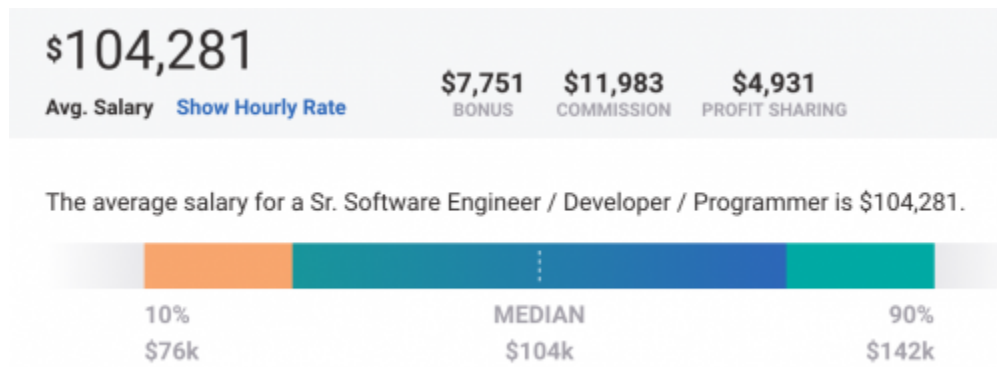 $104,281
Avg. Salary Show Hourly Rate
$7,751 $11,983 $4,931
BONUS COMMISSION PROFIT SHARING
The average salary for a Sr. Software Engineer / Developer / Programmer is $104,281.
10% MEDIAN 90%
$76k $104k $142k